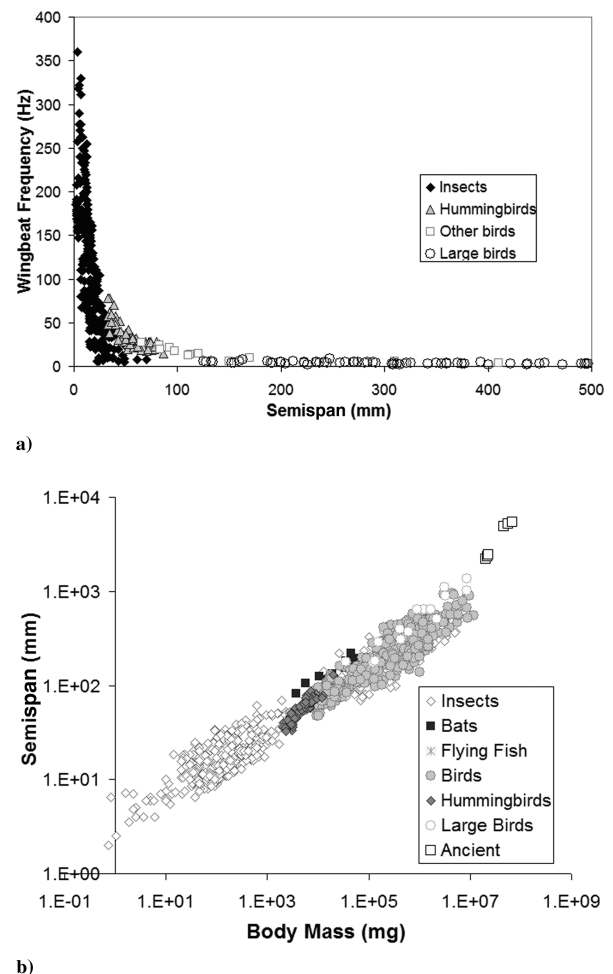 400
350
300
250
200
150
100
50
0
Wingbeat Frequency (Hz)
Insects
Hummingbirds
Other birds
Large birds
0 100 200 300 400 500
Semispan (mm)
a)
1.E+04
1.E+03
1.E+02
1.E+01
1.E+00
Semispan (mm)
Insects
Bats
Flying Fish
Birds
Hummingbirds
Large Birds
Ancient
1.E-01 1.E+01 1.E+03 1.E+05 1.E+07 1.E+09
Body Mass (mg)
b)